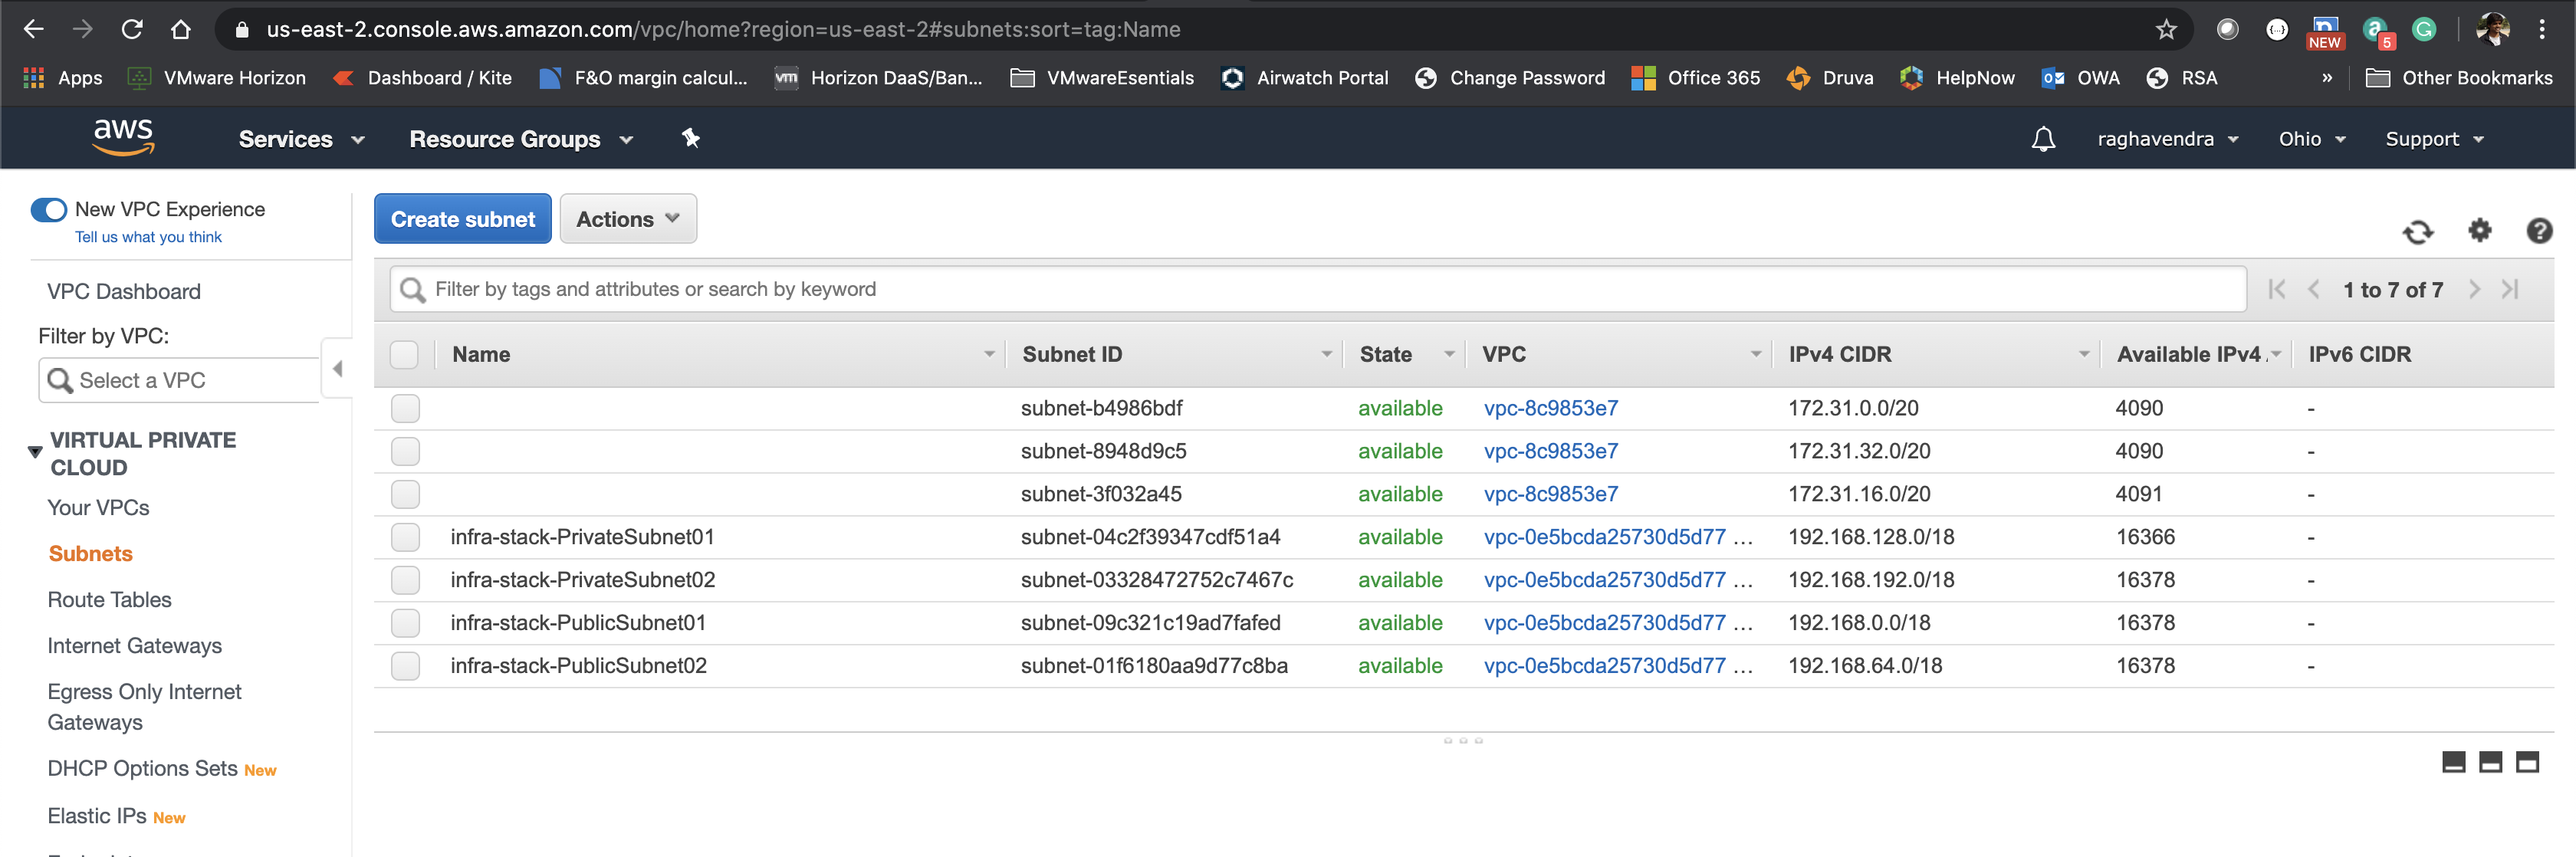 us-east-2.console.aws.amazon.com/vpc/home?region=us-east-2#subnets:sort=tag:Name
NEW
5
Apps VMware Horizon Dashboard / Kite F&O margin calcul... vm Horizon DaaS/Ban... VMwareEsentials Airwatch Portal Change Password Office 365 Druva HelpNow OWA RSA » Other Bookmarks
aws Services Resource Groups raghavendra Ohio Support
New VPC Experience
Tell us what you think
VPC Dashboard
Filter by VPC:
Select a VPC
VIRTUAL PRIVATE
CLOUD
Your VPCs
Subnets
Route Tables
Internet Gateways
Egress Only Internet
Gateways
DHCP Options Sets New
Elastic IPs New
Create subnet Actions
Filter by tags and attributes or search by keyword
1 to 7 of 7
Name Subnet ID State VPC IPv4 CIDR Available IPv4 IPv6 CIDR
subnet-b4986bdf available vpc-8c9853e7 172.31.0.0/20 4090 -
subnet-8948d9c5 available vpc-8c9853e7 172.31.32.0/20 4090 -
subnet-3f032a45 available vpc-8c9853e7 172.31.16.0/20 4091 -
infra-stack-PrivateSubnet01 subnet-04c2f39347cdf51a4 available vpc-0e5bcda25730d5d77 ... 192.168.128.0/18 16366 -
infra-stack-PrivateSubnet02 subnet-03328472752c7467c available vpc-0e5bcda25730d5d77 ... 192.168.192.0/18 16378 -
infra-stack-PublicSubnet01 subnet-09c321c19ad7fafed available vpc-0e5bcda25730d5d77 ... 192.168.0.0/18 16378 -
infra-stack-PublicSubnet02 subnet-01f6180aa9d77c8ba available vpc-0e5bcda25730d5d77 ... 192.168.64.0/18 16378 -